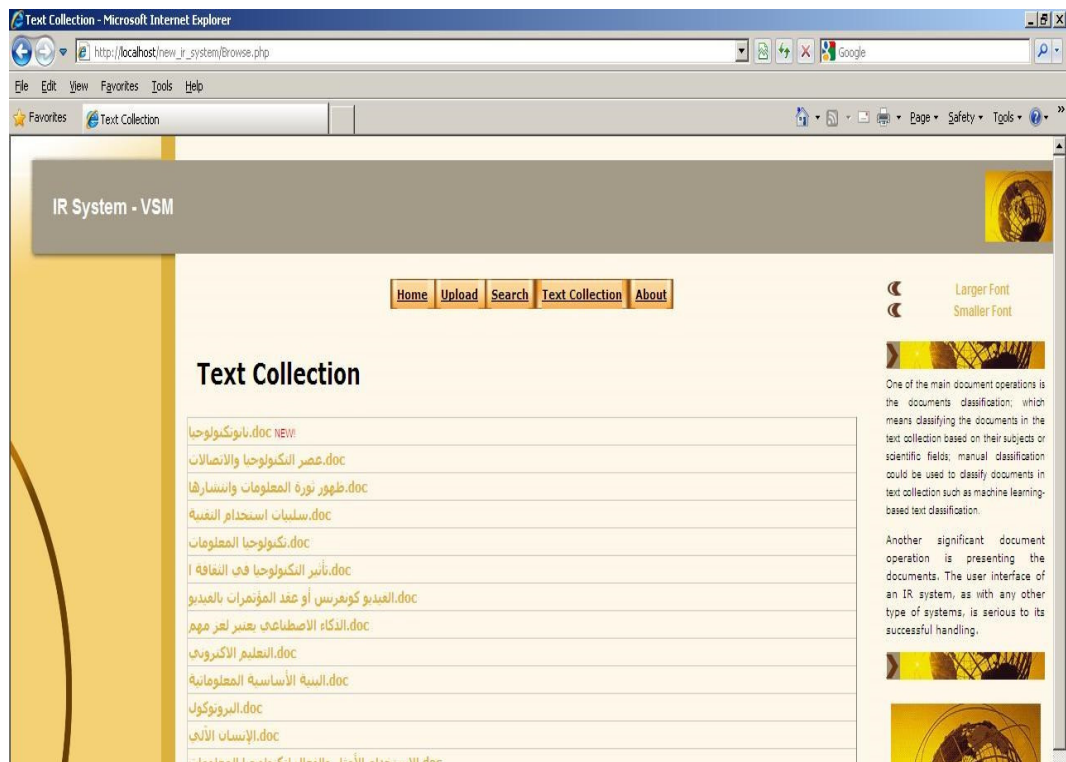 Text Collection - Microsoft Internet Explorer
http://localhost/new_ir_system/Browse.php
Google
File Edit View Favorites Tools Help
Favorites Text Collection
Page Safety Tools
IR System - VSM
Home Upload Search Text Collection About
Larger Font
Smaller Font
Text Collection
نانوتكنولوجيا.doc NEW!
عصر التكنولوجيا والاتصالات.doc
ظهور ثورة المعلومات وانتشارها.doc
سلبيات استخدام التقنية.doc
تكنولوجيا المعلومات.doc
تأثير التكنولوجيا في الثقافة ا.doc
الفيديو كونفرنس أو عقد المؤتمرات بالفيديو.doc
الذكاء الاصطناعي يعتبر لغز مهم.doc
التعليم الاكتروني.doc
البنية الأساسية المعلوماتية.doc
البروتوكول.doc
الإنسان الآلي.doc
One of the main document operations is
the documents classification; which
means classifying the documents in the
text collection based on their subjects or
scientific fields; manual classification
could be used to classify documents in
text collection such as machine learning-
based text classification.
Another significant document
operation is presenting the
documents. The user interface of
an IR system, as with any other
type of systems, is serious to its
successful handling.